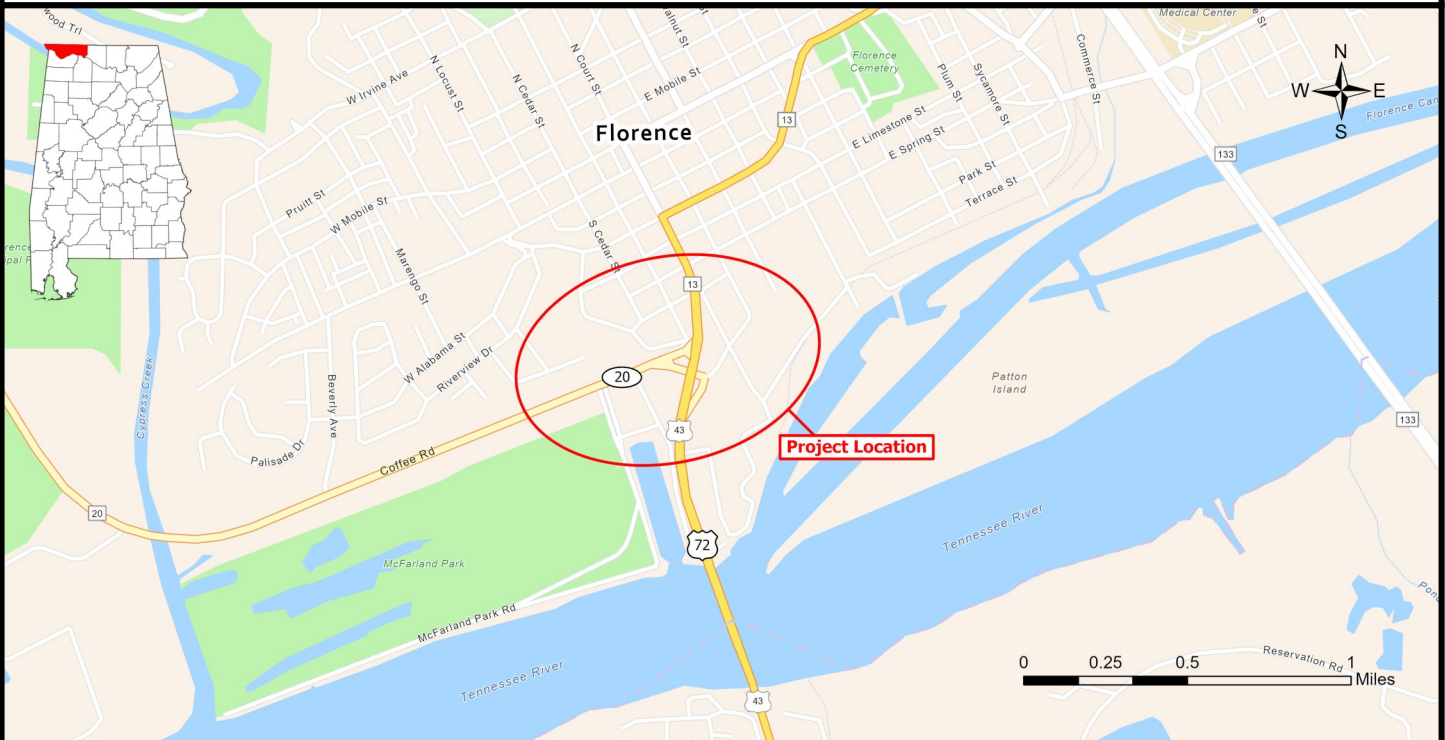 wood Trl
Medical Center
e St
N
W E
S
Walnut St
N Court St
Commerce St
Florence
Cemetery
W Irvine Ave
N Locust St
N Cedar St
E Mobile St
Plum St
Sycamore St
13
Florence
E Limestone St
E Spring St
Florence Can
133
Park St
Terrace St
Pruitt St
W Mobile St
S Cedar St
Marengo St
13
W Alabama St
Riverview Dr
20
Patton
Island
Beverly Ave
Cypress Creek
43
133
Project Location
Palisade Dr
Coffee Rd
20
Tennessee River
72
McFarland Park
McFarland Park Rd
Tennessee River
0 0.25 0.5 1
Miles
Reservation Rd
43